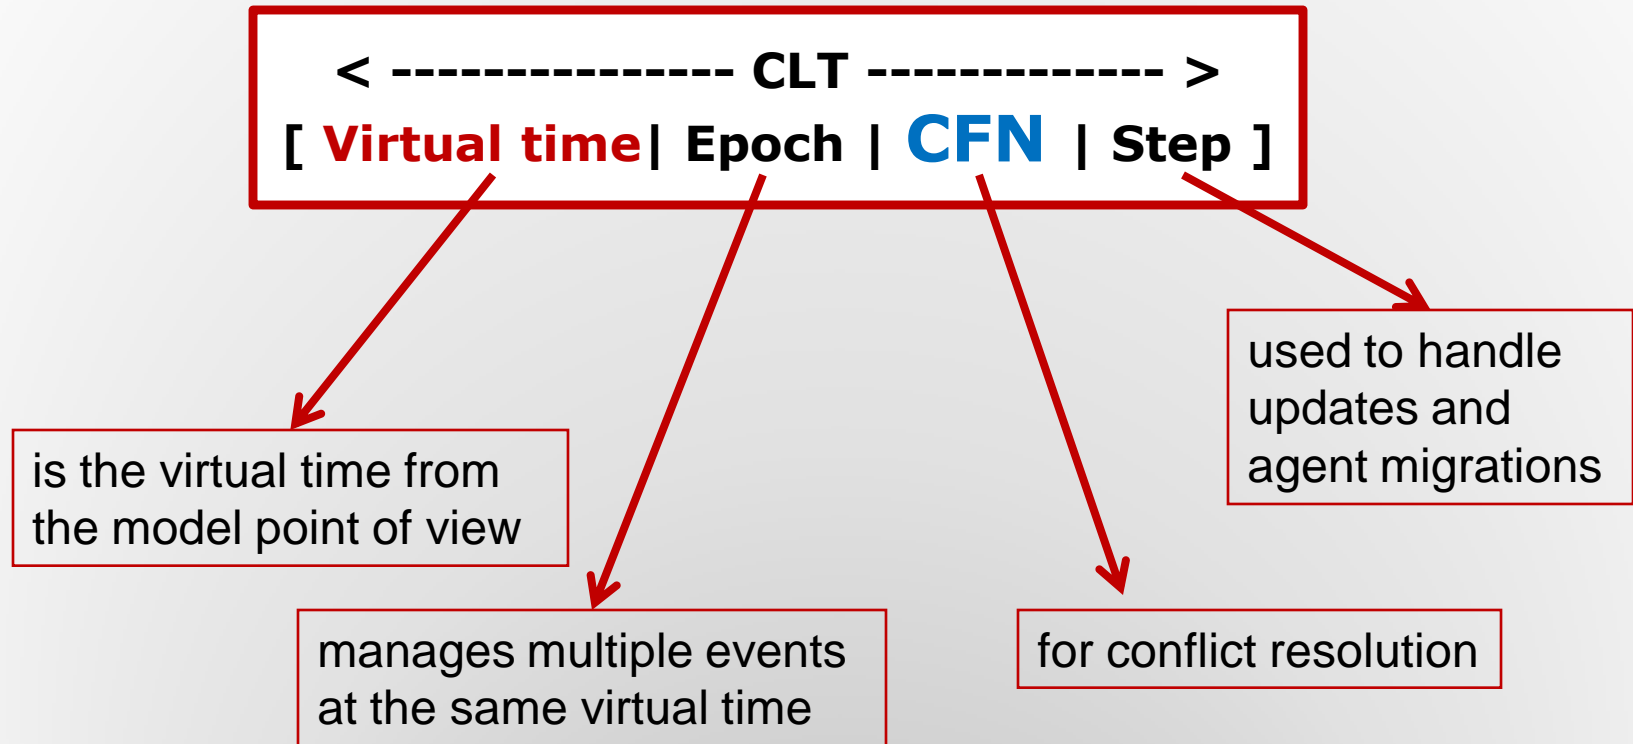 < --------------- CLT ------------- >
[ Virtual time| Epoch | CFN | Step ]
used to handle
updates and
agent migrations
is the virtual time from
the model point of view
manages multiple events
at the same virtual time
for conflict resolution